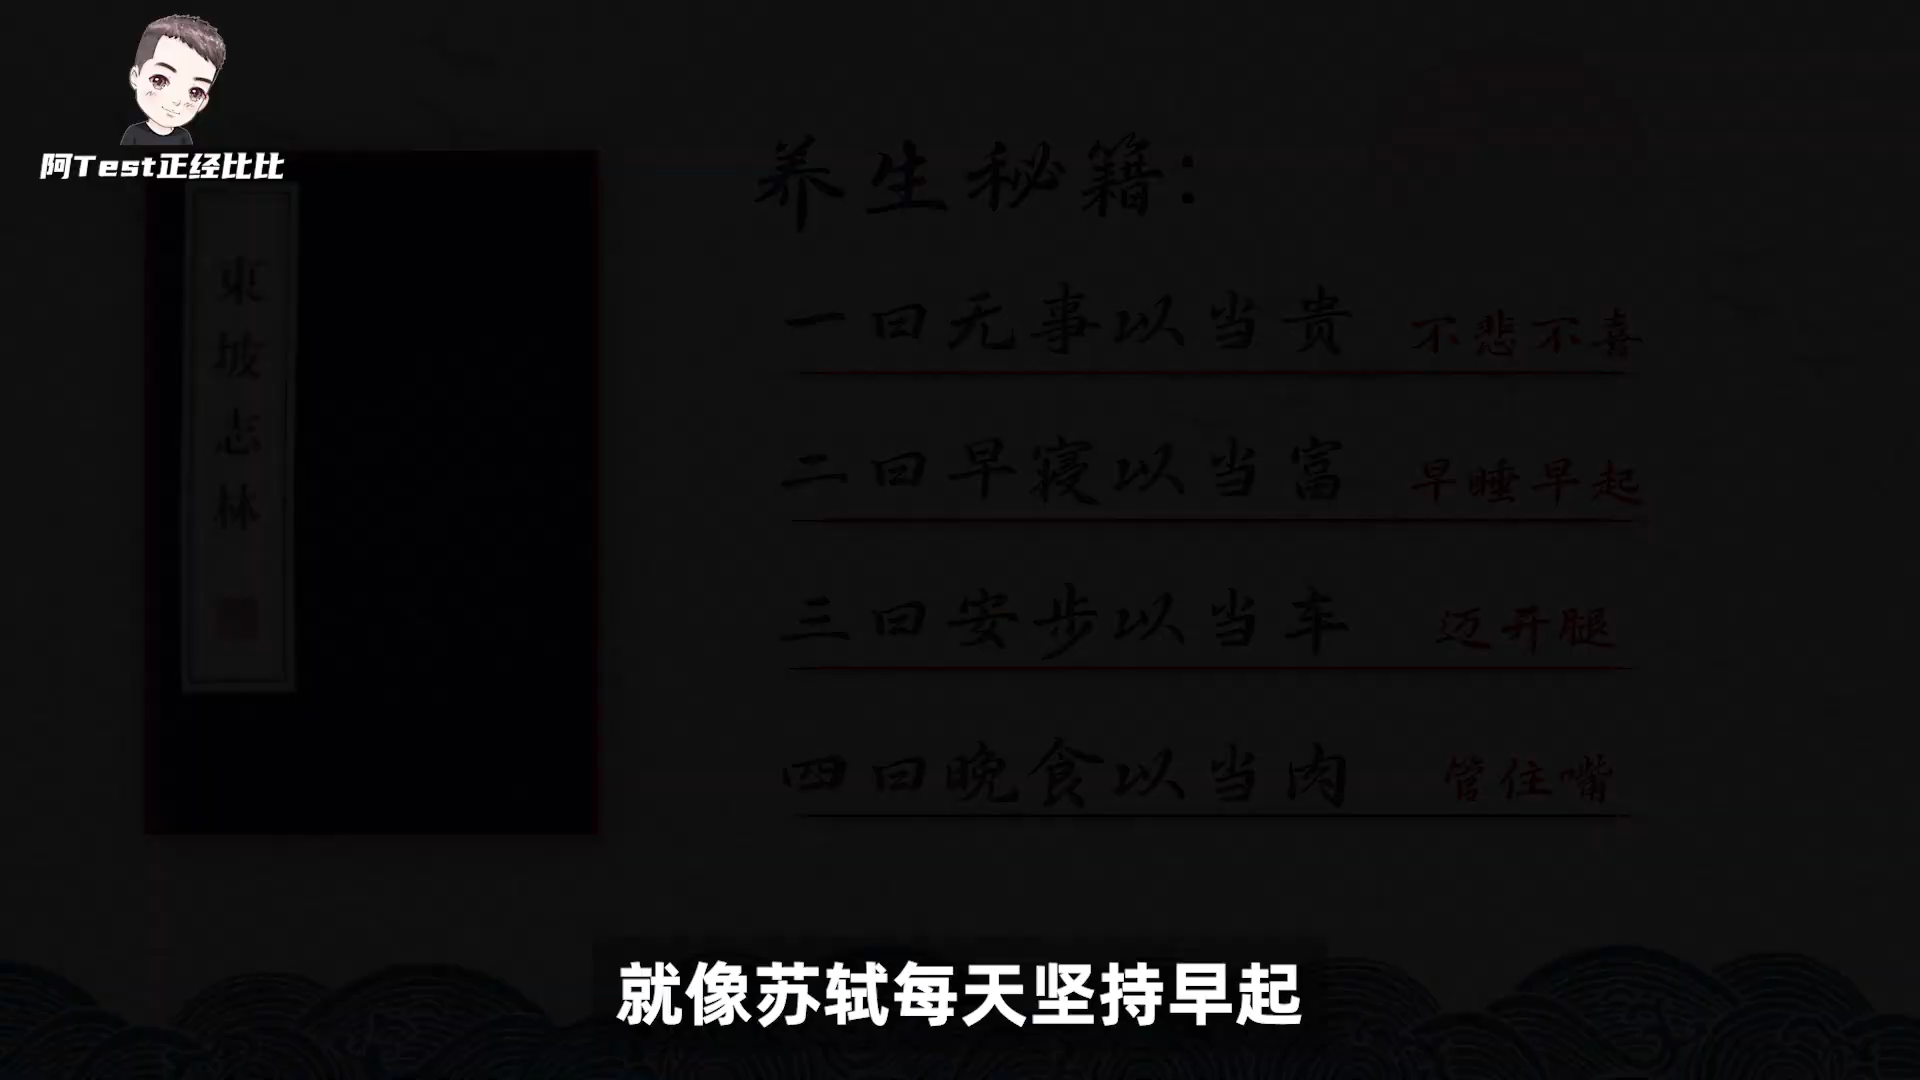 阿Test正经比比
東坡志林
养生秘籍：
一曰无事以当贵 不悲不喜
二曰早寝以当富 早睡早起
三曰安步以当车 迈开腿
四曰晚食以当肉 管住嘴
就像苏轼每天坚持早起